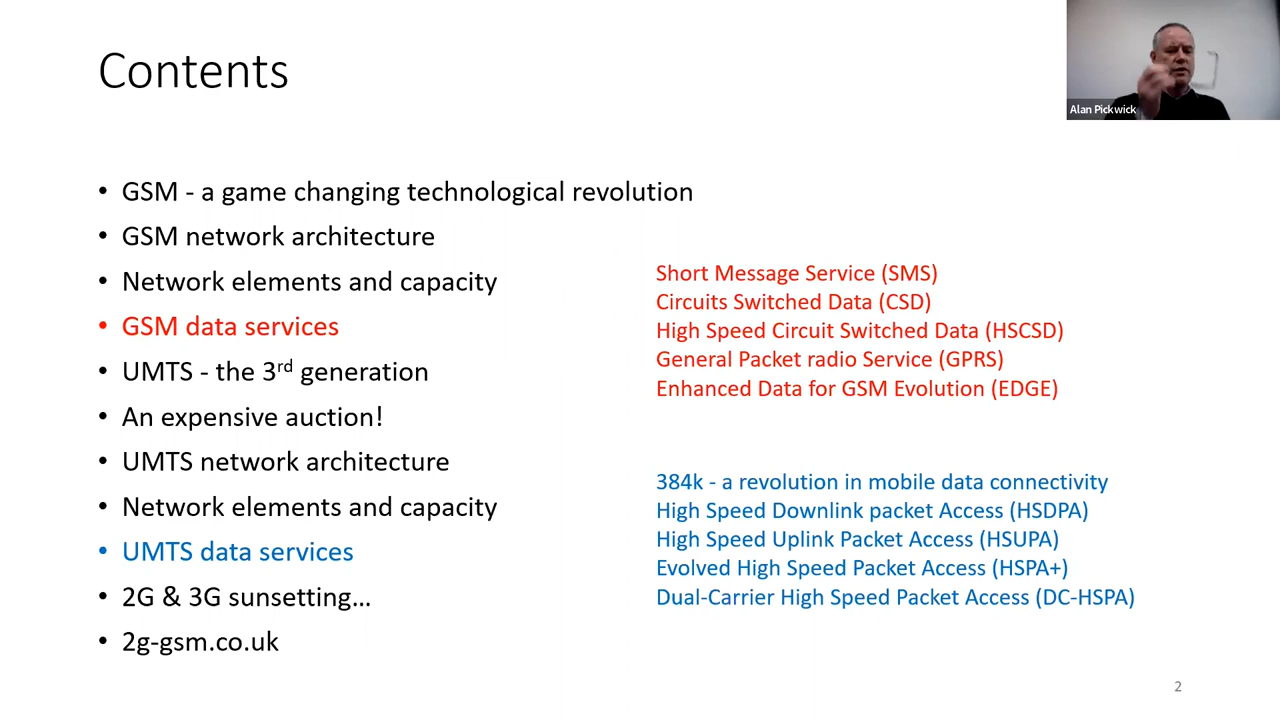 Contents
Alan Pickwick
• GSM - a game changing technological revolution
• GSM network architecture
• Network elements and capacity
• GSM data services
• UMTS - the 3rd generation
• An expensive auction!
• UMTS network architecture
• Network elements and capacity
• UMTS data services
• 2G & 3G sunsetting...
• 2g-gsm.co.uk
Short Message Service (SMS)
Circuits Switched Data (CSD)
High Speed Circuit Switched Data (HSCSD)
General Packet radio Service (GPRS)
Enhanced Data for GSM Evolution (EDGE)
384k - a revolution in mobile data connectivity
High Speed Downlink packet Access (HSDPA)
High Speed Uplink Packet Access (HSUPA)
Evolved High Speed Packet Access (HSPA+)
Dual-Carrier High Speed Packet Access (DC-HSPA)
2